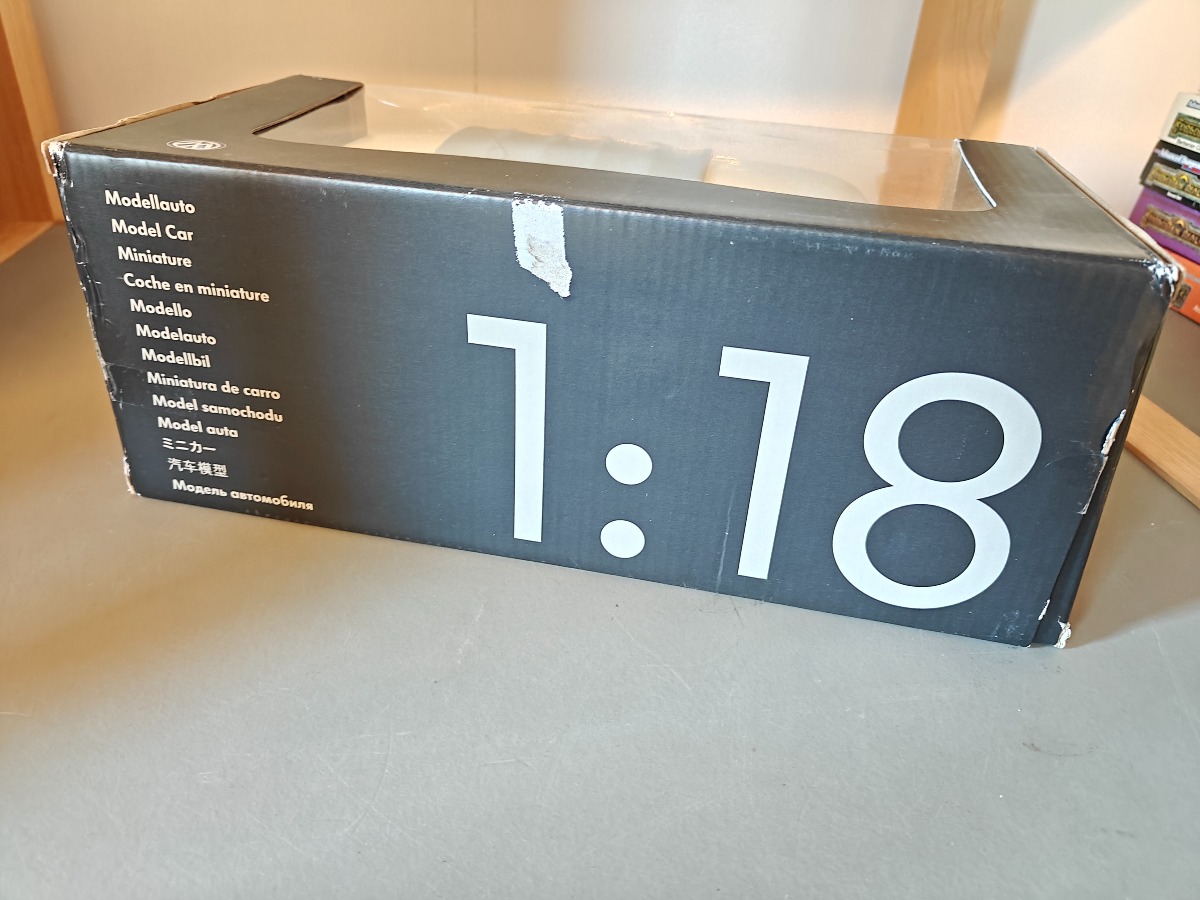 Modellauto
Model Car
Miniature
Coche en miniature
Modello
Modelauto
Modellbil
Miniatura de carro
Model samochodu
Model auta
ミニカー
汽车模型
Модель автомобиля
1:18